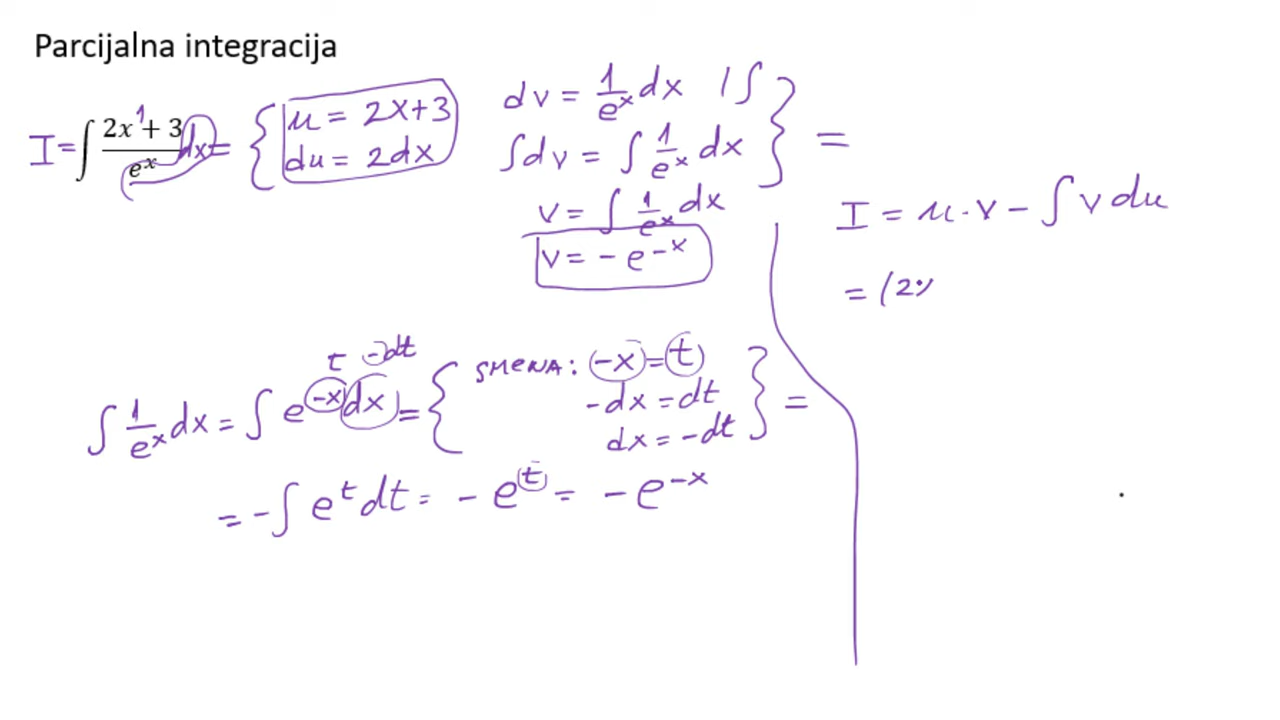 Parcijalna integracija
I = ∫ (2x¹ + 3)/eˣ dx = { u = 2x+3
du = 2dx
dv = 1/eˣ dx /∫
∫dv = ∫ 1/eˣ dx } =
v = ∫ 1/eˣ dx
v = -e⁻ˣ
I = u·v - ∫ v du
= (2x
t -dt
∫ 1/eˣ dx = ∫ e⁻ˣ dx = { SMENA: -x = t
-dx = dt } =
dx = -dt
= -∫ eᵗ dt = -eᵗ = -e⁻ˣ